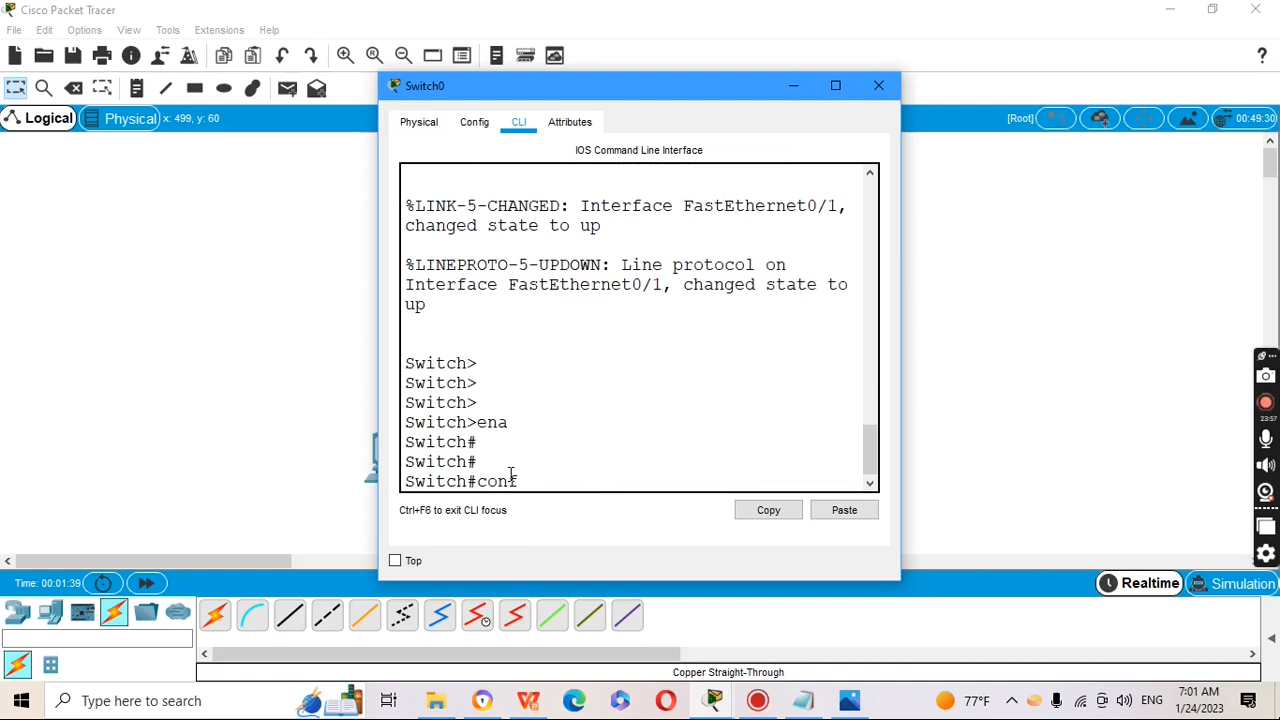 Cisco Packet Tracer
File Edit Options View Tools Extensions Help
Logical Physical x: 499, y: 60 [Root] 00:49:30
Switch0
Physical Config CLI Attributes
IOS Command Line Interface
%LINK-5-CHANGED: Interface FastEthernet0/1,
changed state to up
%LINEPROTO-5-UPDOWN: Line protocol on
Interface FastEthernet0/1, changed state to
up
Switch>
Switch>
Switch>
Switch>ena
Switch#
Switch#
Switch#conf
Ctrl+F6 to exit CLI focus Copy Paste
Top
23:57
Time: 00:01:39 Realtime Simulation
Copper Straight-Through
Type here to search 77°F ENG 7:01 AM
1/24/2023